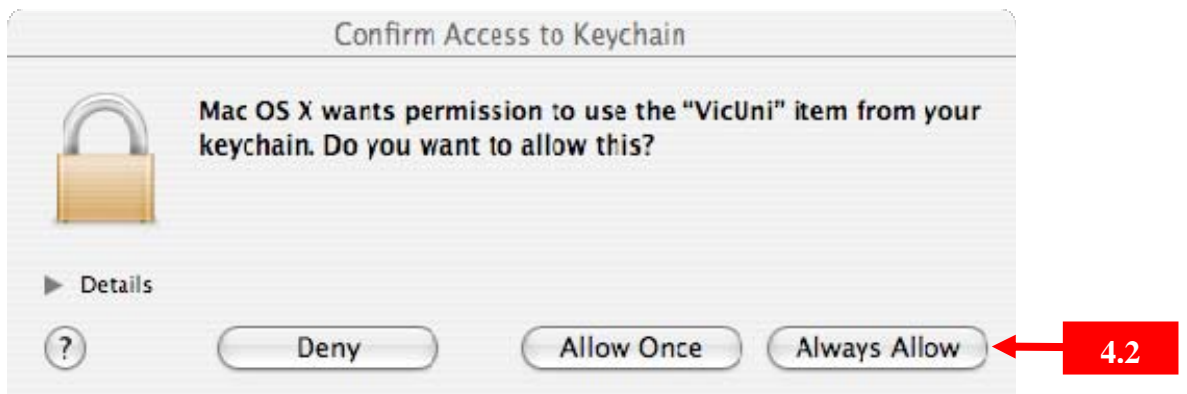 Confirm Access to Keychain
Mac OS X wants permission to use the “VicUni” item from your
keychain. Do you want to allow this?
Details
? Deny Allow Once Always Allow 4.2